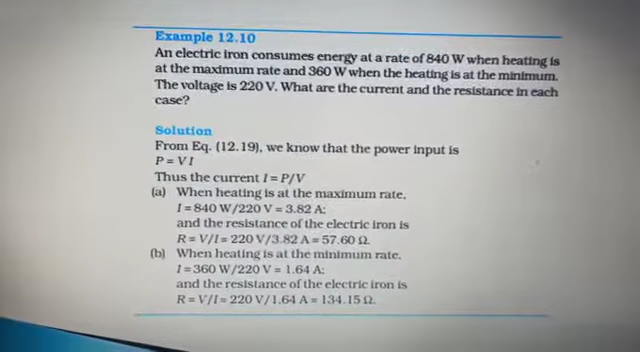 Example 12.10
An electric iron consumes energy at a rate of 840 W when heating is
at the maximum rate and 360 W when the heating is at the minimum.
The voltage is 220 V. What are the current and the resistance in each
case?
Solution
From Eq. (12.19), we know that the power input is
P = V I
Thus the current I = P/V
(a) When heating is at the maximum rate,
I = 840 W/220 V = 3.82 A;
and the resistance of the electric iron is
R = V/I = 220 V/3.82 A = 57.60 Ω.
(b) When heating is at the minimum rate,
I = 360 W/220 V = 1.64 A;
and the resistance of the electric iron is
R = V/I = 220 V/1.64 A = 134.15 Ω.